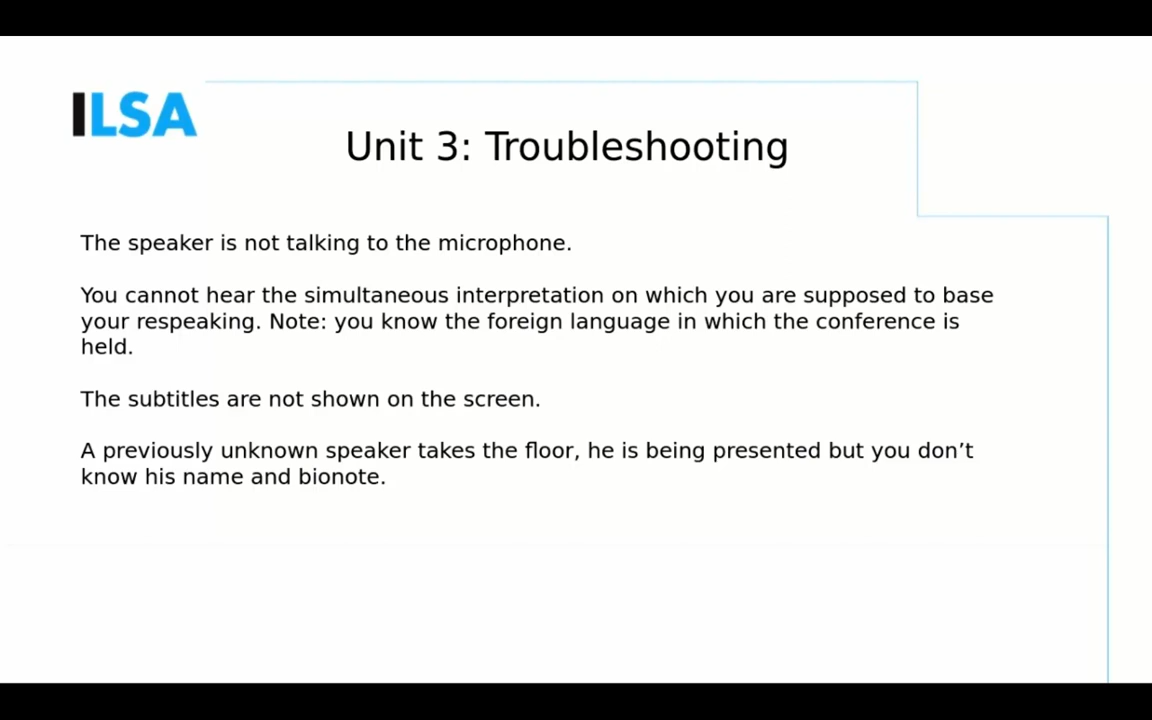 ILSA
Unit 3: Troubleshooting
The speaker is not talking to the microphone.
You cannot hear the simultaneous interpretation on which you are supposed to base
your respeaking. Note: you know the foreign language in which the conference is
held.
The subtitles are not shown on the screen.
A previously unknown speaker takes the floor, he is being presented but you don’t
know his name and bionote.